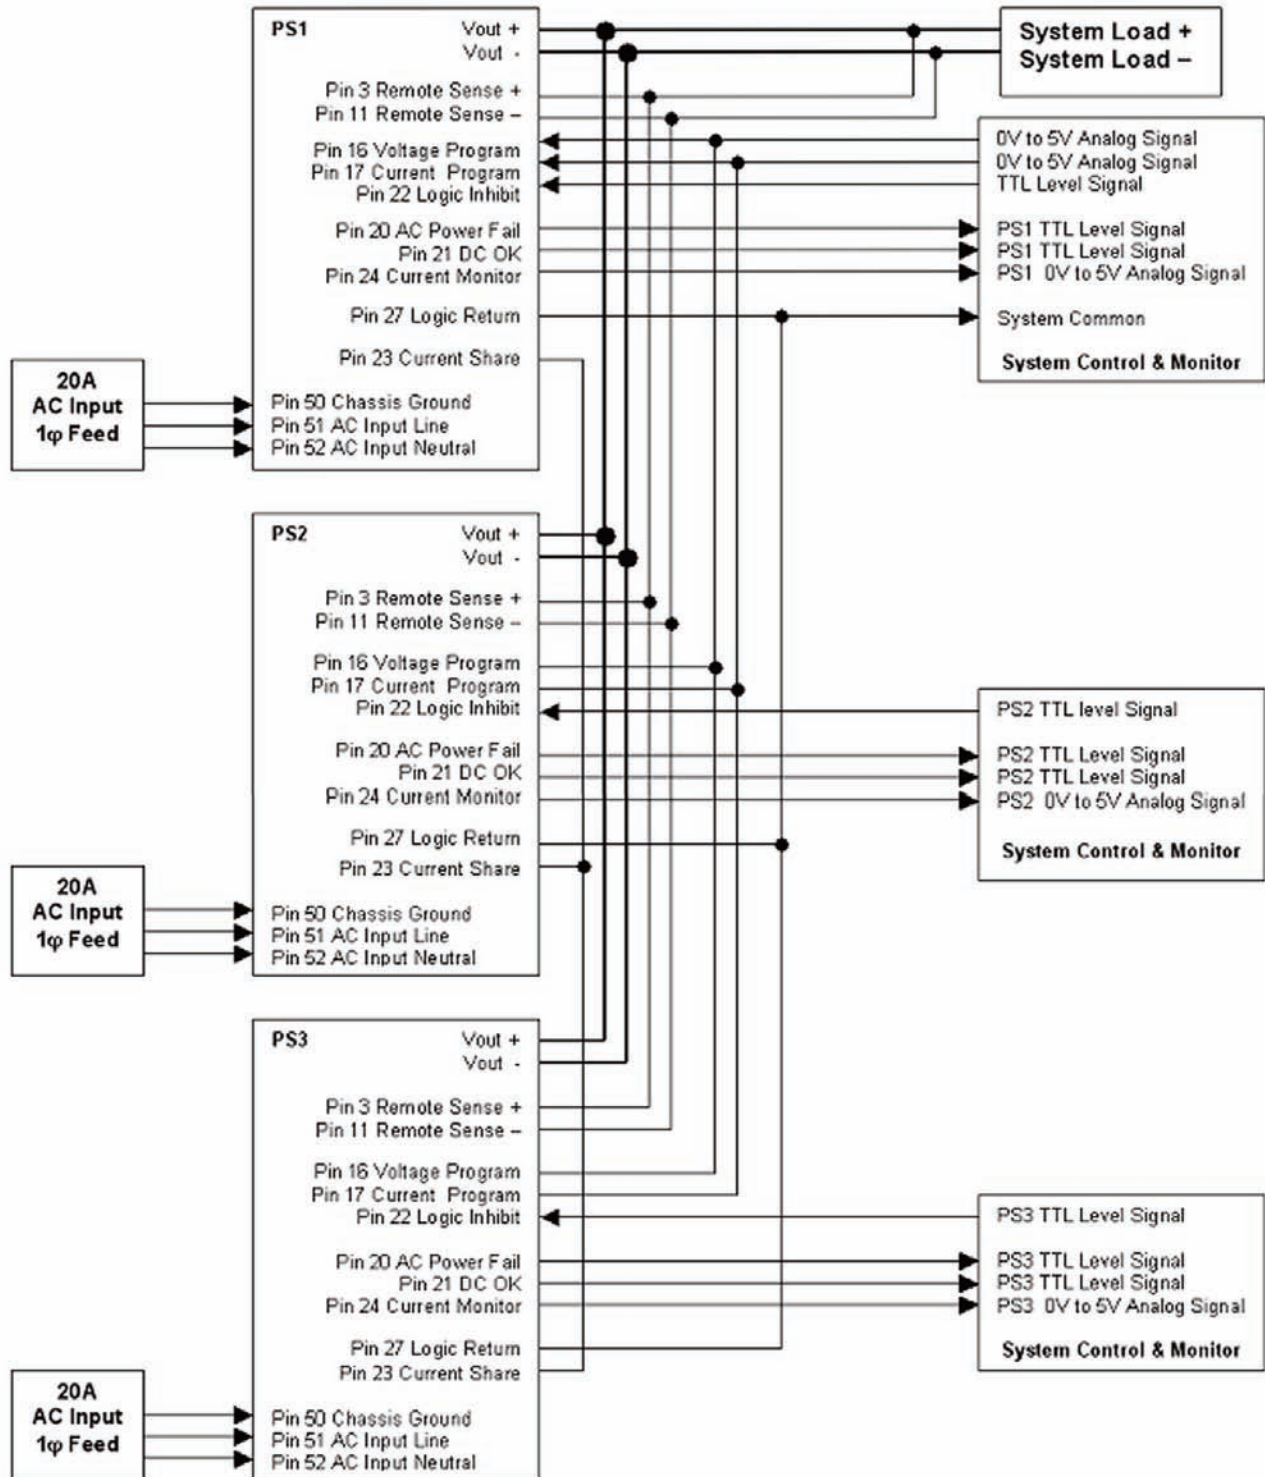 PS1
Vout +
Vout -
Pin 3 Remote Sense +
Pin 11 Remote Sense –
Pin 16 Voltage Program
Pin 17 Current Program
Pin 22 Logic Inhibit
Pin 20 AC Power Fail
Pin 21 DC OK
Pin 24 Current Monitor
Pin 27 Logic Return
Pin 23 Current Share
Pin 50 Chassis Ground
Pin 51 AC Input Line
Pin 52 AC Input Neutral
20A
AC Input
1φ Feed
System Load +
System Load –
0V to 5V Analog Signal
0V to 5V Analog Signal
TTL Level Signal
PS1 TTL Level Signal
PS1 TTL Level Signal
PS1 0V to 5V Analog Signal
System Common
System Control & Monitor
PS2
Vout +
Vout -
Pin 3 Remote Sense +
Pin 11 Remote Sense –
Pin 16 Voltage Program
Pin 17 Current Program
Pin 22 Logic Inhibit
Pin 20 AC Power Fail
Pin 21 DC OK
Pin 24 Current Monitor
Pin 27 Logic Return
Pin 23 Current Share
Pin 50 Chassis Ground
Pin 51 AC Input Line
Pin 52 AC Input Neutral
20A
AC Input
1φ Feed
PS2 TTL level Signal
PS2 TTL Level Signal
PS2 TTL Level Signal
PS2 0V to 5V Analog Signal
System Control & Monitor
PS3
Vout +
Vout -
Pin 3 Remote Sense +
Pin 11 Remote Sense –
Pin 16 Voltage Program
Pin 17 Current Program
Pin 22 Logic Inhibit
Pin 20 AC Power Fail
Pin 21 DC OK
Pin 24 Current Monitor
Pin 27 Logic Return
Pin 23 Current Share
Pin 50 Chassis Ground
Pin 51 AC Input Line
Pin 52 AC Input Neutral
20A
AC Input
1φ Feed
PS3 TTL Level Signal
PS3 TTL Level Signal
PS3 TTL Level Signal
PS3 0V to 5V Analog Signal
System Control & Monitor